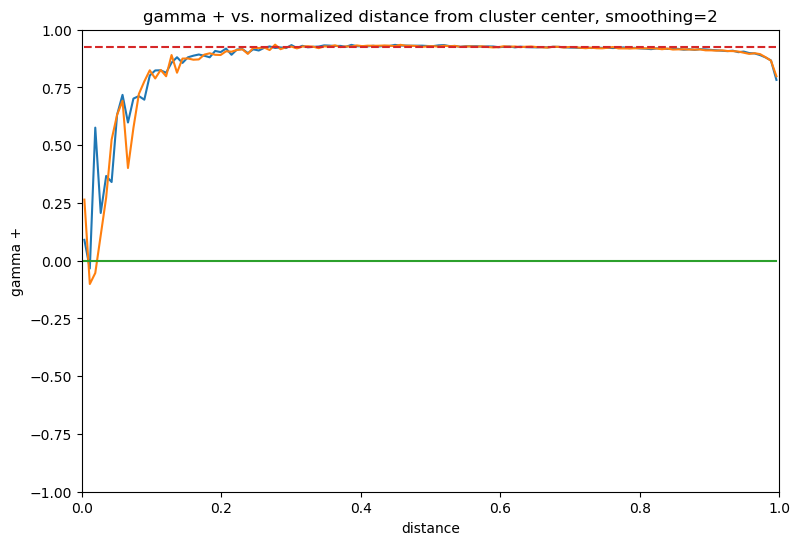 gamma + vs. normalized distance from cluster center, smoothing=2
1.00
0.75
0.50
0.25
0.00
−0.25
−0.50
−0.75
−1.00
gamma +
0.0 0.2 0.4 0.6 0.8 1.0
distance